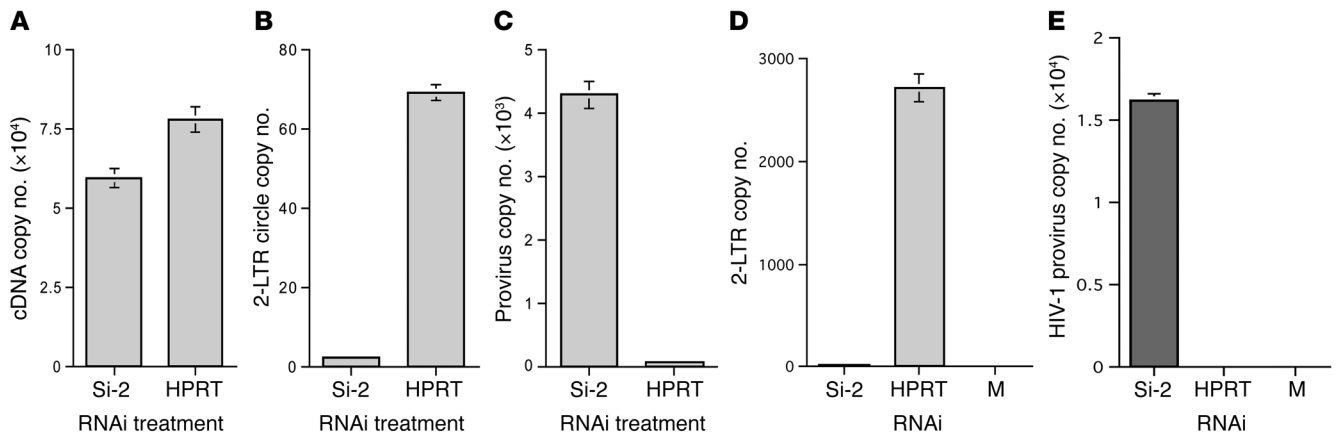 A
cDNA copy no. (×10⁴)
10
7.5
5
2.5
0
Si-2 HPRT
RNAi treatment
B
2-LTR circle copy no.
80
60
40
20
0
Si-2 HPRT
RNAi treatment
C
Provirus copy no. (×10³)
5
4
3
2
1
0
Si-2 HPRT
RNAi treatment
D
2-LTR copy no.
3000
2000
1000
0
Si-2 HPRT M
RNAi
E
HIV-1 provirus copy no. (×10⁴)
2
1.5
1
0.5
0
Si-2 HPRT M
RNAi